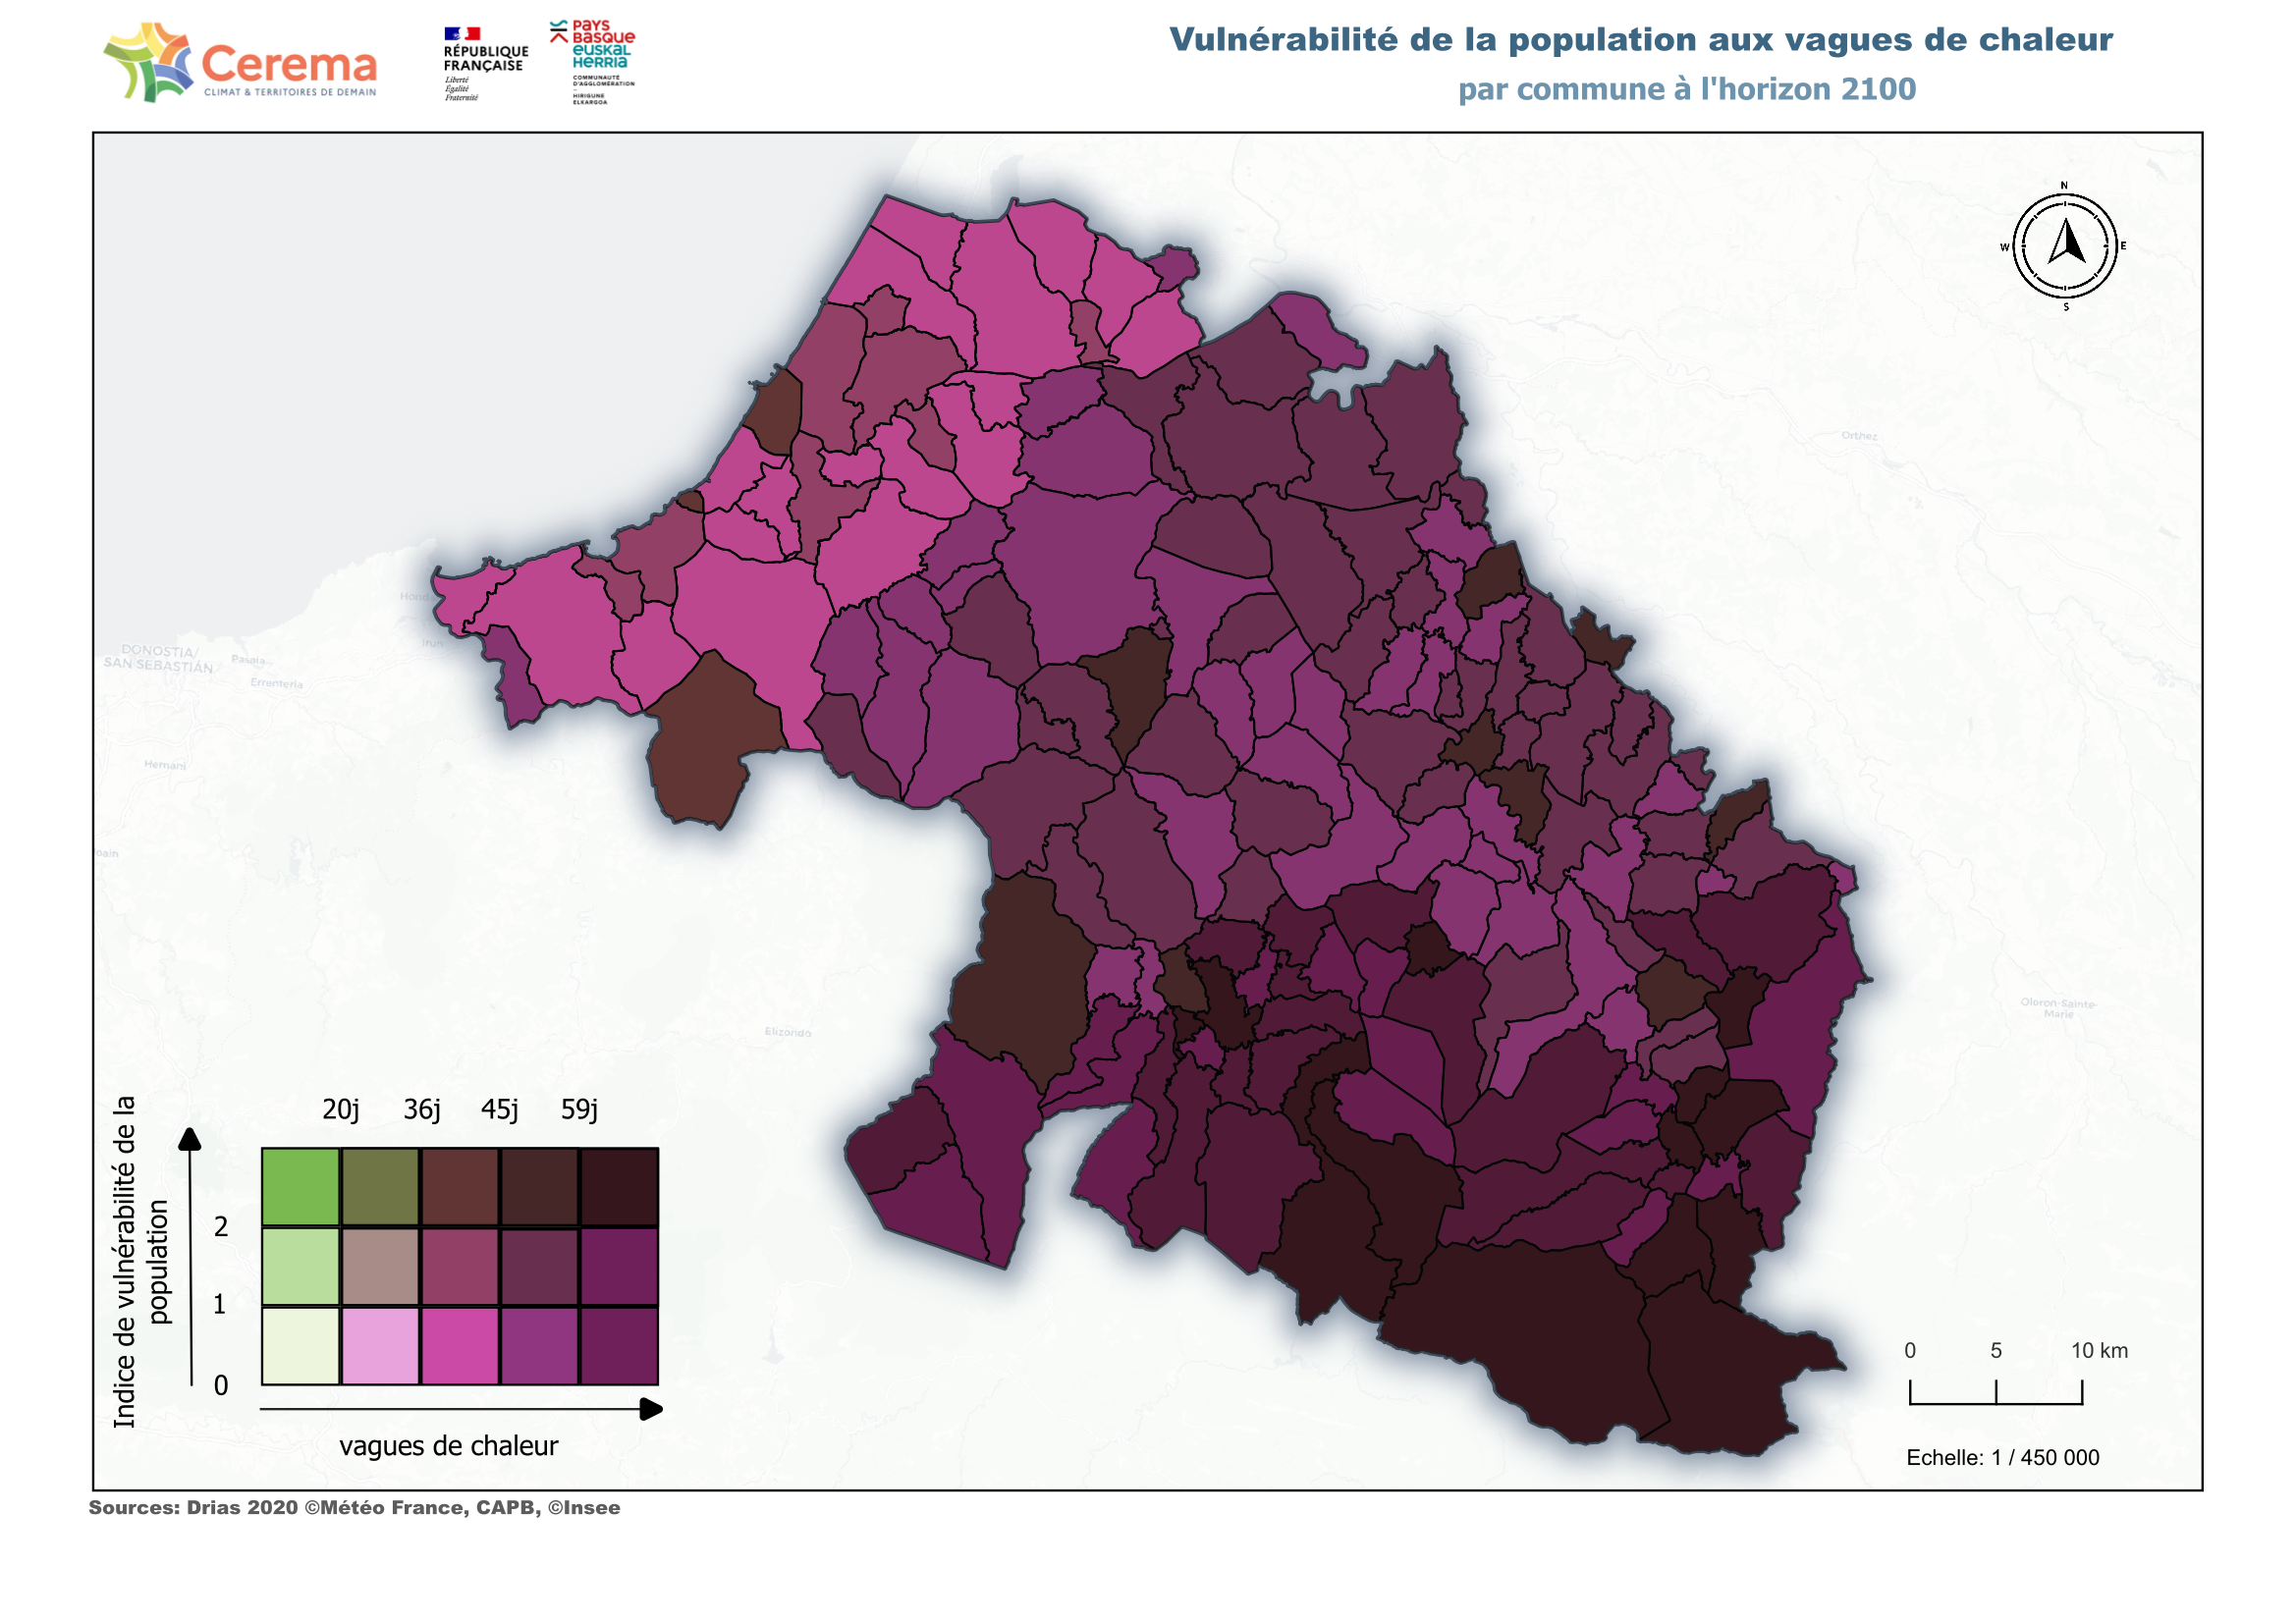 Cerema
CLIMAT & TERRITOIRES DE DEMAIN
RÉPUBLIQUE
FRANÇAISE
Liberté
Égalité
Fraternité
PAYS
BASQUE
EUSKAL
HERRIA
COMMUNAUTÉ
D'AGGLOMÉRATION
HIRIGUNE
ELKARGOA
Vulnérabilité de la population aux vagues de chaleur
par commune à l'horizon 2100
N
W
E
S
Orthez
DONOSTIA/
SAN SEBASTIÁN
Pasaia
Errenteria
Hernani
Elizondo
Oloron-Sainte-
Marie
Indice de vulnérabilité de la
population
20j 36j 45j 59j
2
1
0
vagues de chaleur
0 5 10 km
Echelle: 1 / 450 000
Sources: Drias 2020 ©Météo France, CAPB, ©Insee